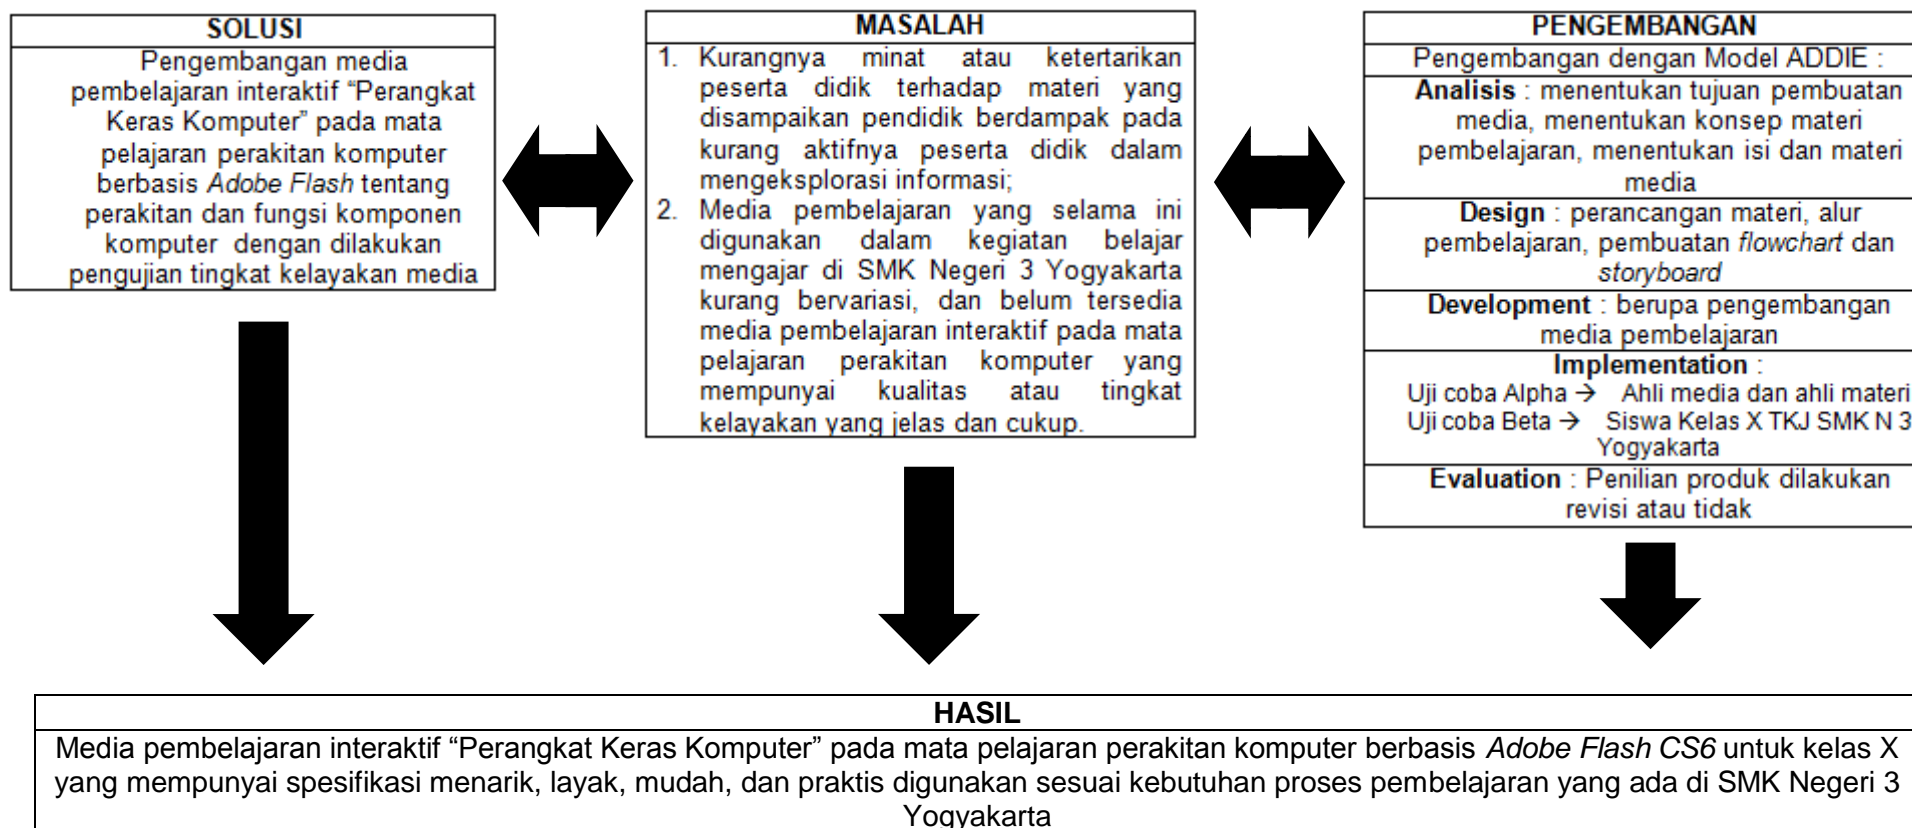 SOLUSI
Pengembangan media
pembelajaran interaktif “Perangkat
Keras Komputer” pada mata
pelajaran perakitan komputer
berbasis Adobe Flash tentang
perakitan dan fungsi komponen
komputer dengan dilakukan
pengujian tingkat kelayakan media
MASALAH
1. Kurangnya minat atau ketertarikan
peserta didik terhadap materi yang
disampaikan pendidik berdampak pada
kurang aktifnya peserta didik dalam
mengeksplorasi informasi;
2. Media pembelajaran yang selama ini
digunakan dalam kegiatan belajar
mengajar di SMK Negeri 3 Yogyakarta
kurang bervariasi, dan belum tersedia
media pembelajaran interaktif pada mata
pelajaran perakitan komputer yang
mempunyai kualitas atau tingkat
kelayakan yang jelas dan cukup.
PENGEMBANGAN
Pengembangan dengan Model ADDIE :
Analisis : menentukan tujuan pembuatan
media, menentukan konsep materi
pembelajaran, menentukan isi dan materi
media
Design : perancangan materi, alur
pembelajaran, pembuatan flowchart dan
storyboard
Development : berupa pengembangan
media pembelajaran
Implementation :
Uji coba Alpha → Ahli media dan ahli materi
Uji coba Beta → Siswa Kelas X TKJ SMK N 3
Yogyakarta
Evaluation : Penilian produk dilakukan
revisi atau tidak
HASIL
Media pembelajaran interaktif “Perangkat Keras Komputer” pada mata pelajaran perakitan komputer berbasis Adobe Flash CS6 untuk kelas X
yang mempunyai spesifikasi menarik, layak, mudah, dan praktis digunakan sesuai kebutuhan proses pembelajaran yang ada di SMK Negeri 3
Yogyakarta